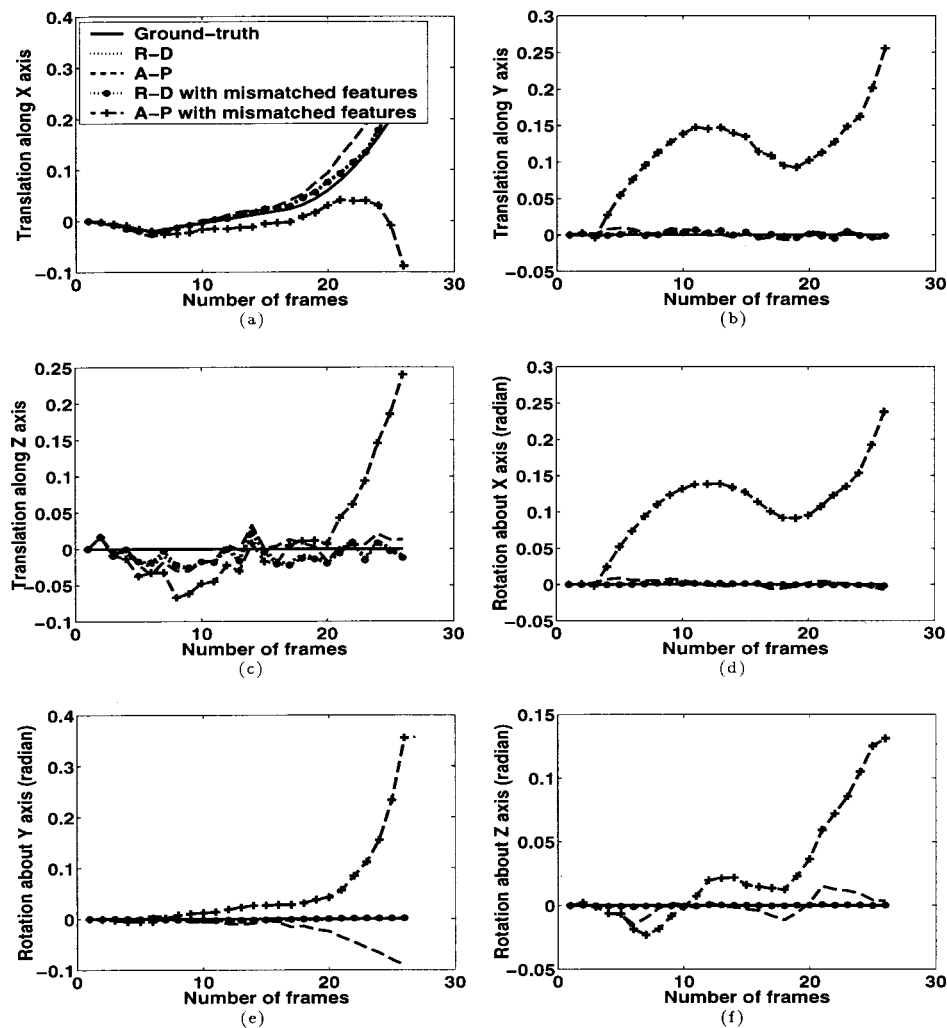 0.4
0.3
0.2
0.1
0
−0.1
Translation along X axis
Ground−truth
R−D
A−P
R−D with mismatched features
A−P with mismatched features
0
10
20
30
Number of frames
(a)
0.3
0.25
0.2
0.15
0.1
0.05
0
−0.05
Translation along Y axis
0
10
20
30
Number of frames
(b)
0.25
0.2
0.15
0.1
0.05
0
−0.05
−0.1
Translation along Z axis
0
10
20
30
Number of frames
(c)
0.3
0.25
0.2
0.15
0.1
0.05
0
−0.05
Rotation about X axis (radian)
0
10
20
30
Number of frames
(d)
0.4
0.3
0.2
0.1
0
−0.1
Rotation about Y axis (radian)
0
10
20
30
Number of frames
(e)
0.15
0.1
0.05
0
−0.05
Rotation about Z axis (radian)
0
10
20
30
Number of frames
(f)